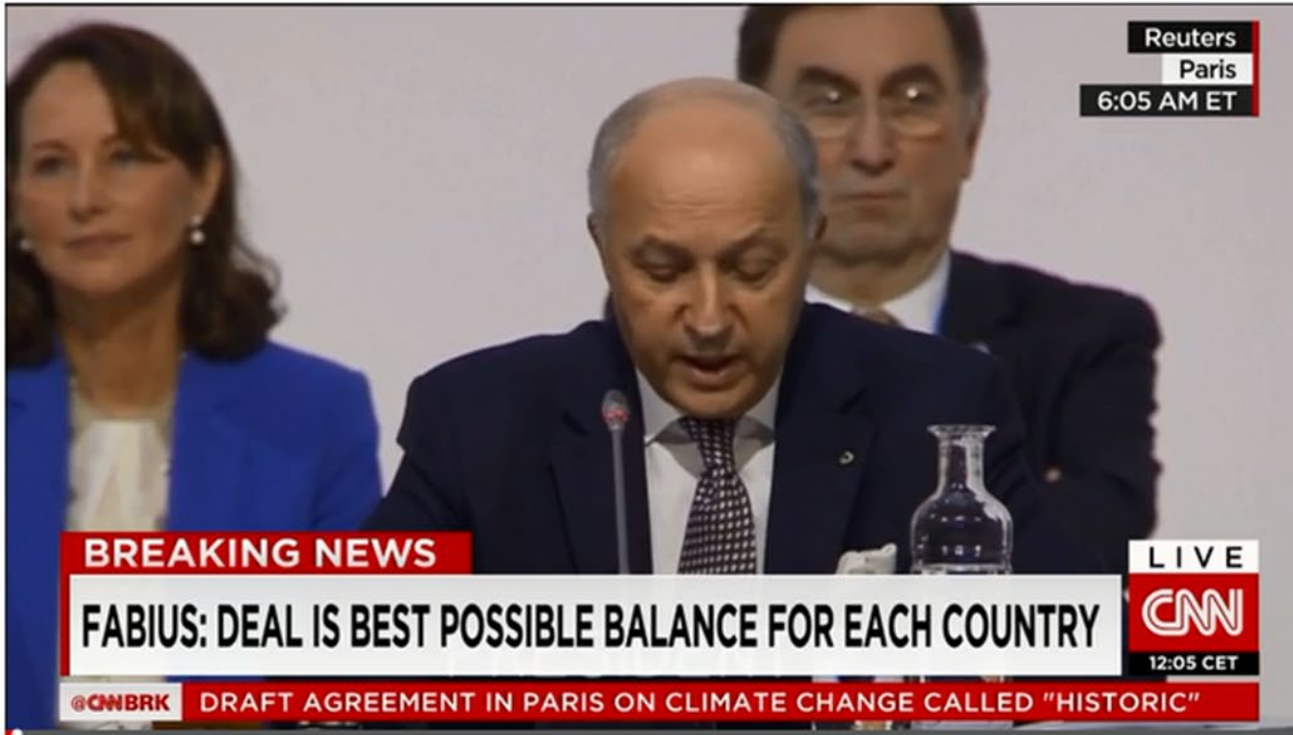 Reuters
Paris
6:05 AM ET
BREAKING NEWS
FABIUS: DEAL IS BEST POSSIBLE BALANCE FOR EACH COUNTRY
LIVE
CNN
12:05 CET
@CNNBRK
DRAFT AGREEMENT IN PARIS ON CLIMATE CHANGE CALLED "HISTORIC"